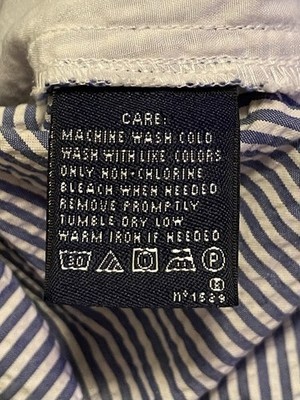 CARE:
MACHINE WASH COLD
WASH WITH LIKE COLORS
ONLY NON-CHLORINE
BLEACH WHEN NEEDED
REMOVE PROMPTLY
TUMBLE DRY LOW
WARM IRON IF NEEDED
30 P
M
nº1539